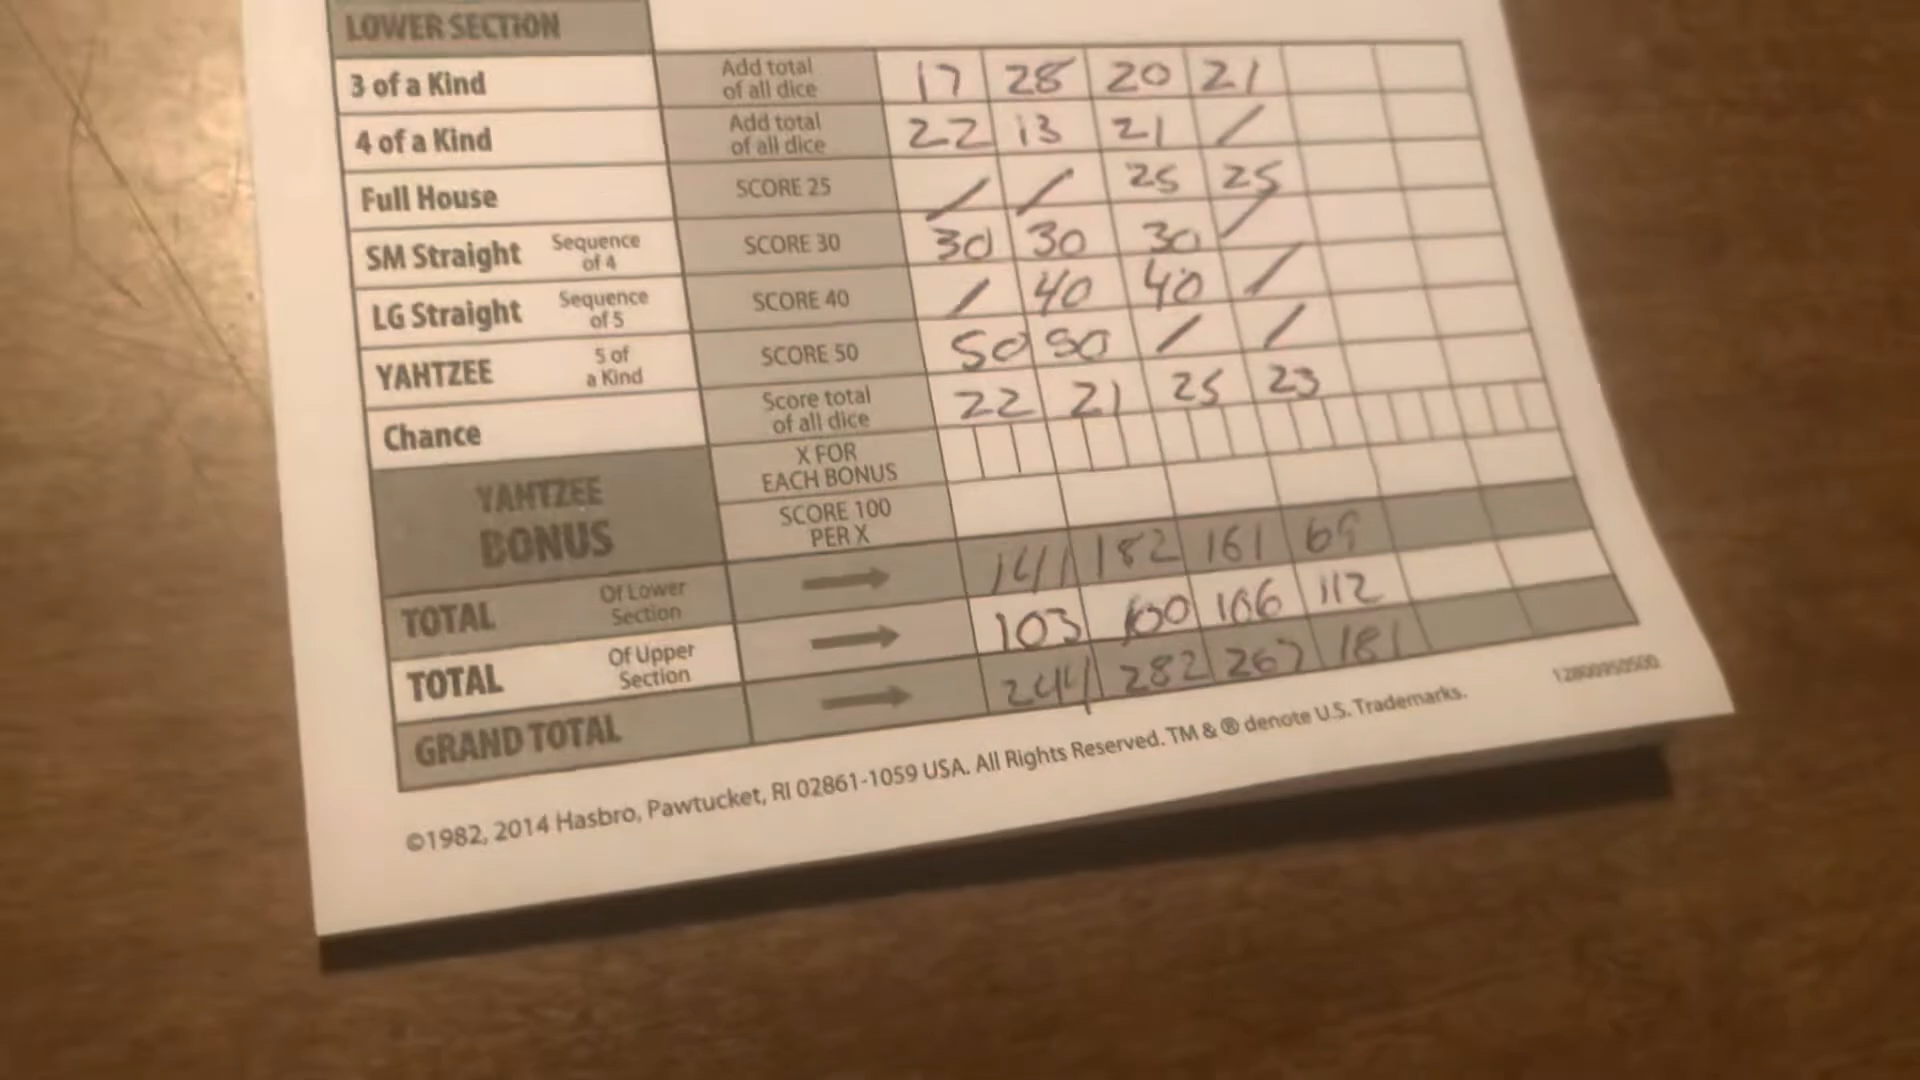 LOWER SECTION
3 of a Kind Add total of all dice 17 28 20 21
4 of a Kind Add total of all dice 22 13 21 /
Full House SCORE 25 / / 25 25
SM Straight Sequence of 4 SCORE 30 30 30 30 /
LG Straight Sequence of 5 SCORE 40 / 40 40 /
YAHTZEE 5 of a Kind SCORE 50 50 50 / /
Chance Score total of all dice 22 21 25 23
YAHTZEE BONUS X FOR EACH BONUS
SCORE 100 PER X
TOTAL Of Lower Section 141 182 161 69
TOTAL Of Upper Section 103 100 106 112
GRAND TOTAL 244 282 267 181
©1982, 2014 Hasbro, Pawtucket, RI 02861-1059 USA. All Rights Reserved. TM & ® denote U.S. Trademarks.